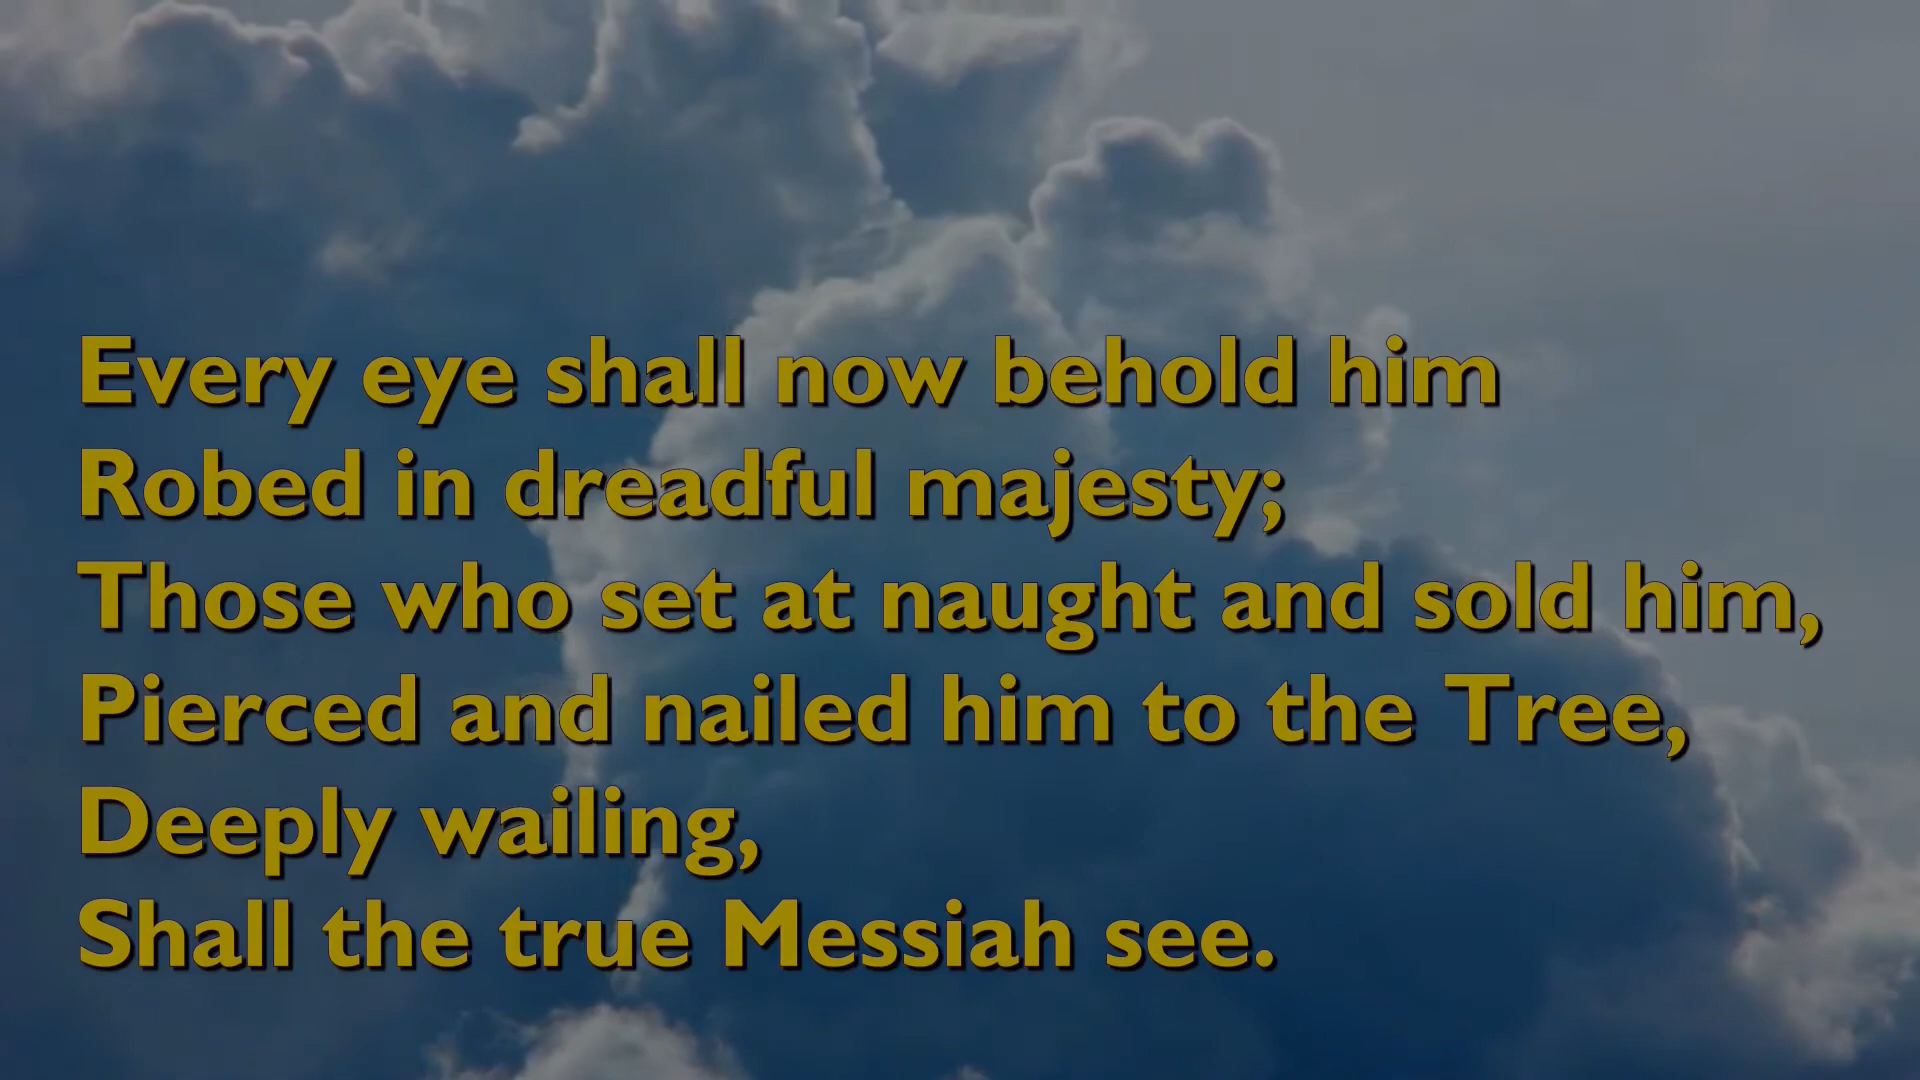 Every eye shall now behold him
Robed in dreadful majesty;
Those who set at naught and sold him,
Pierced and nailed him to the Tree,
Deeply wailing,
Shall the true Messiah see.